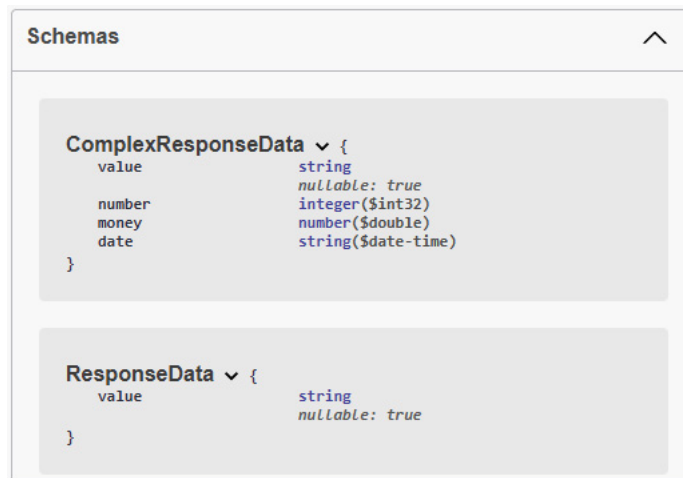 Schemas
ComplexResponseData {
value string
nullable: true
number integer($int32)
money number($double)
date string($date-time)
}
ResponseData {
value string
nullable: true
}